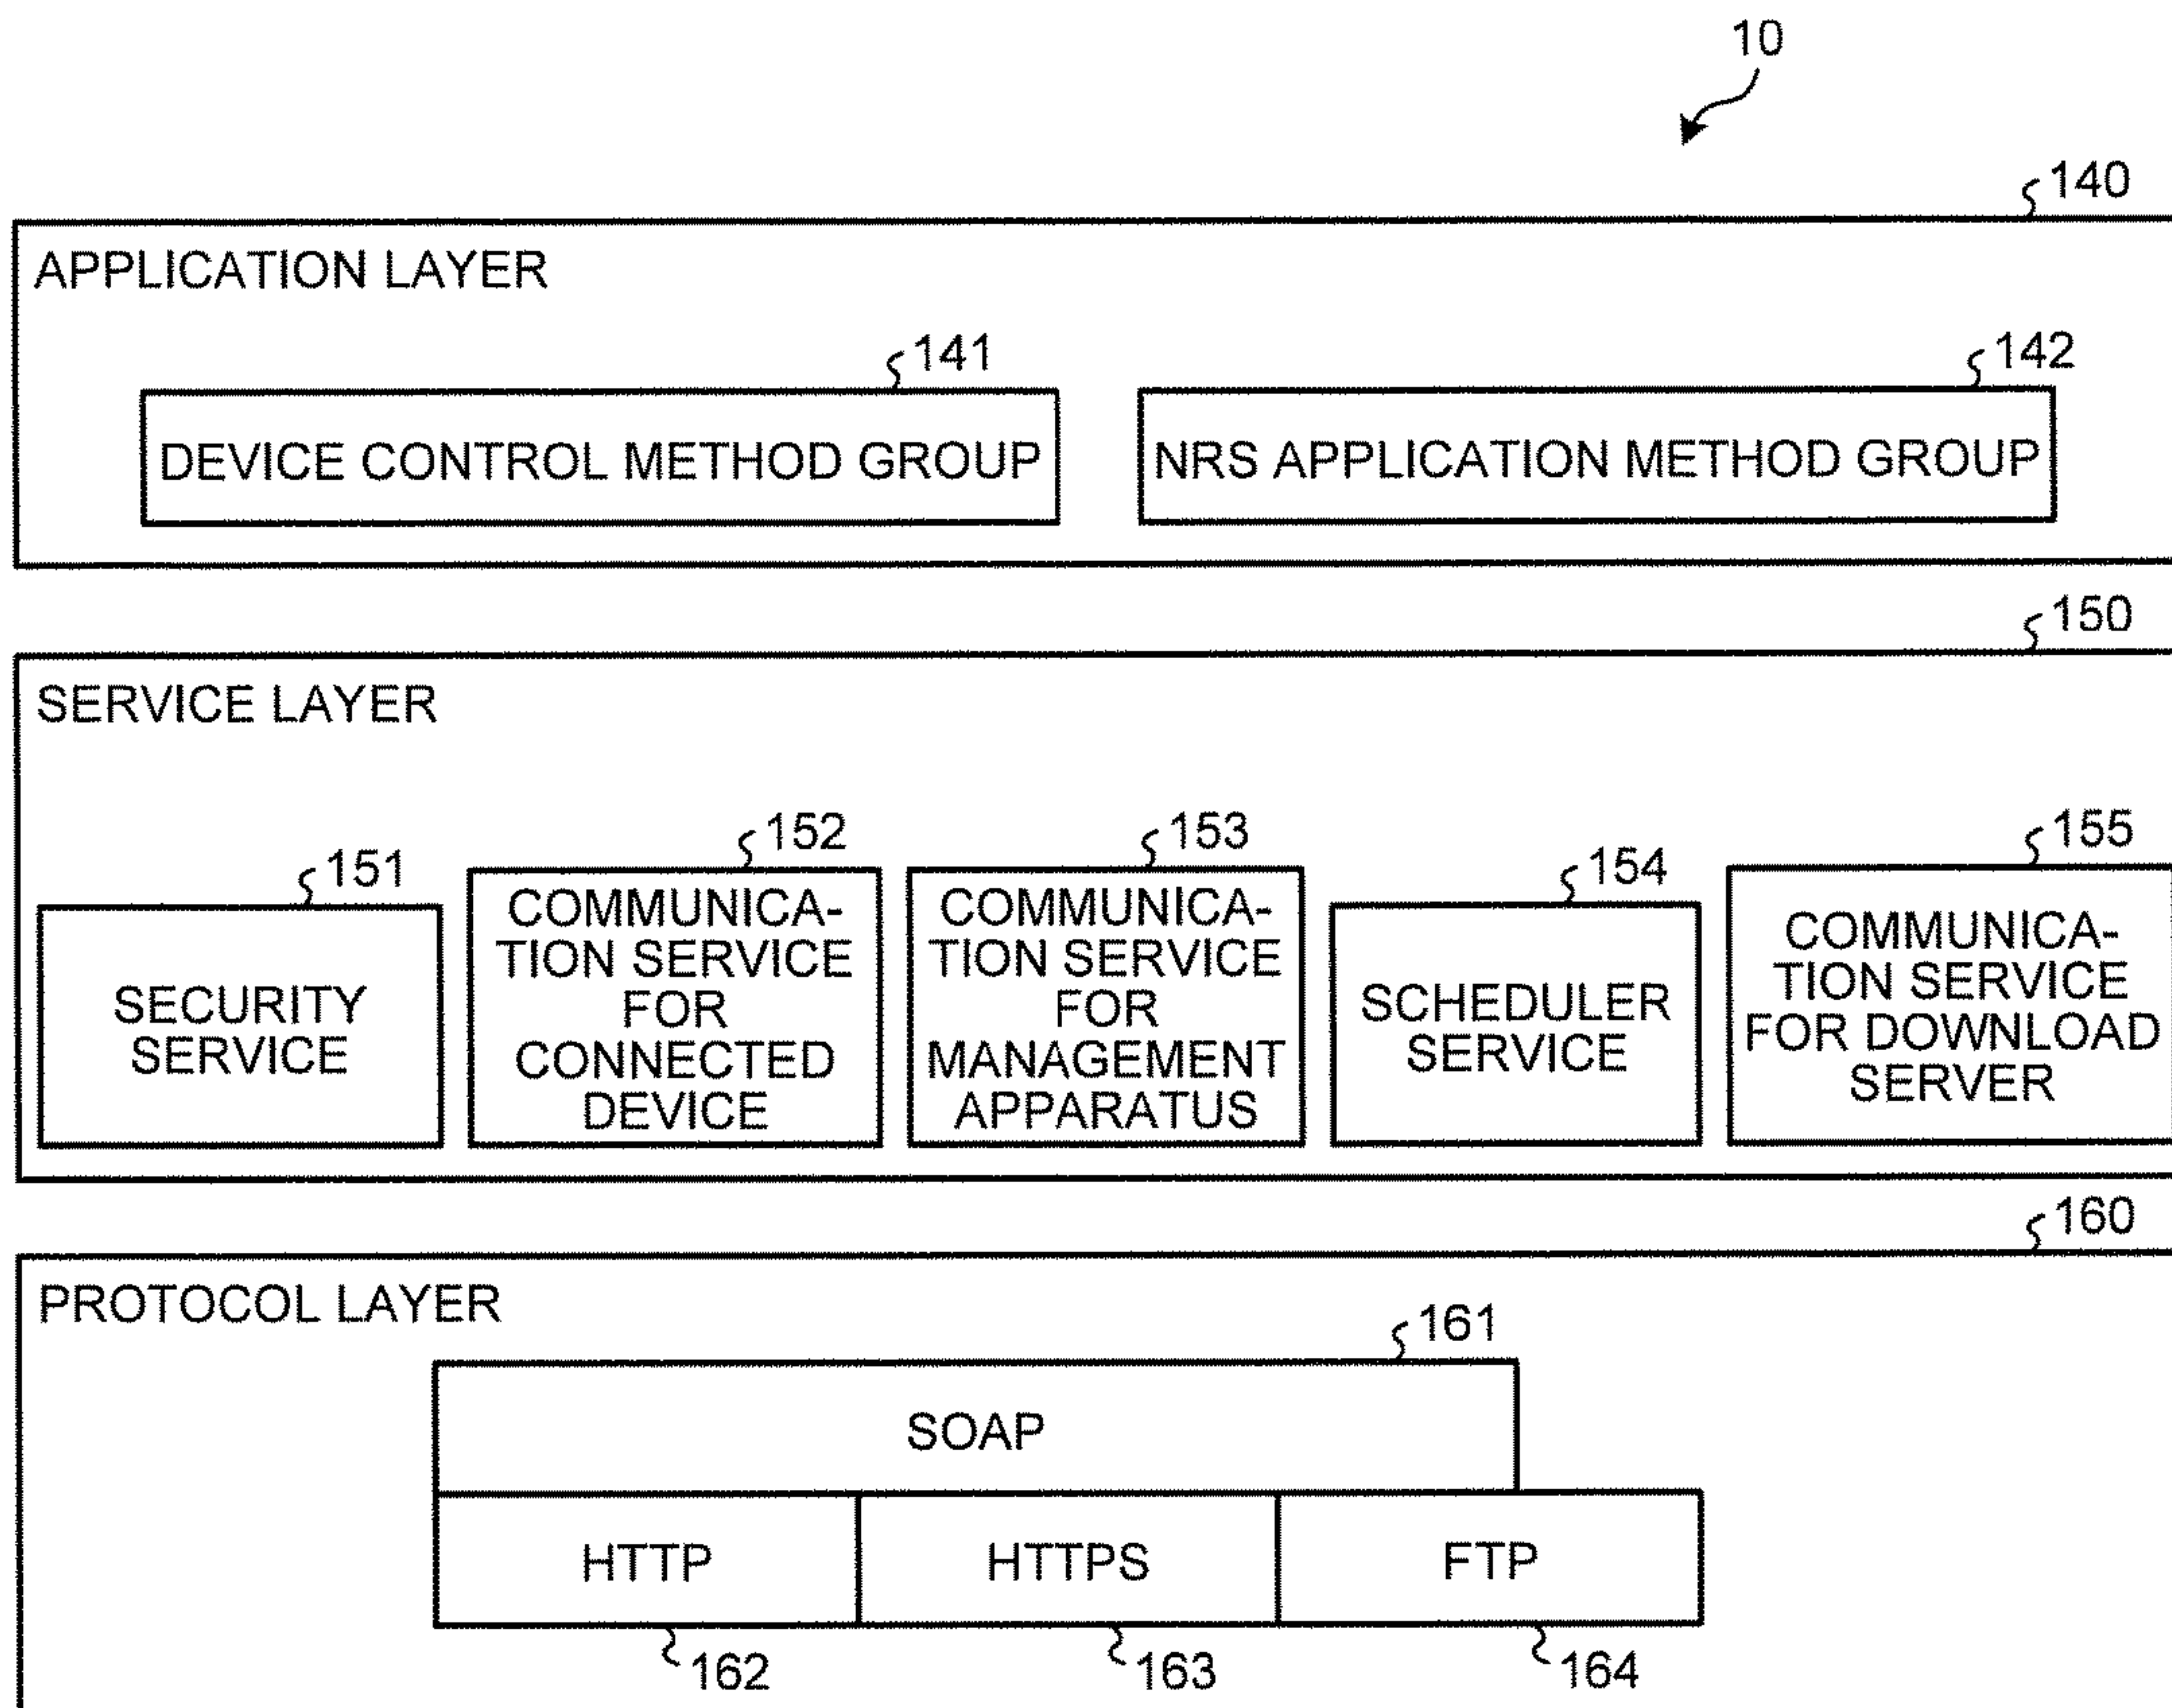 10
140
APPLICATION LAYER
141
142
DEVICE CONTROL METHOD GROUP
NRS APPLICATION METHOD GROUP
150
SERVICE LAYER
151
SECURITY
SERVICE
152
COMMUNICA-
TION SERVICE
FOR
CONNECTED
DEVICE
153
COMMUNICA-
TION SERVICE
FOR
MANAGEMENT
APPARATUS
154
SCHEDULER
SERVICE
155
COMMUNICA-
TION SERVICE
FOR DOWNLOAD
SERVER
160
PROTOCOL LAYER
161
SOAP
HTTP
HTTPS
FTP
162
163
164